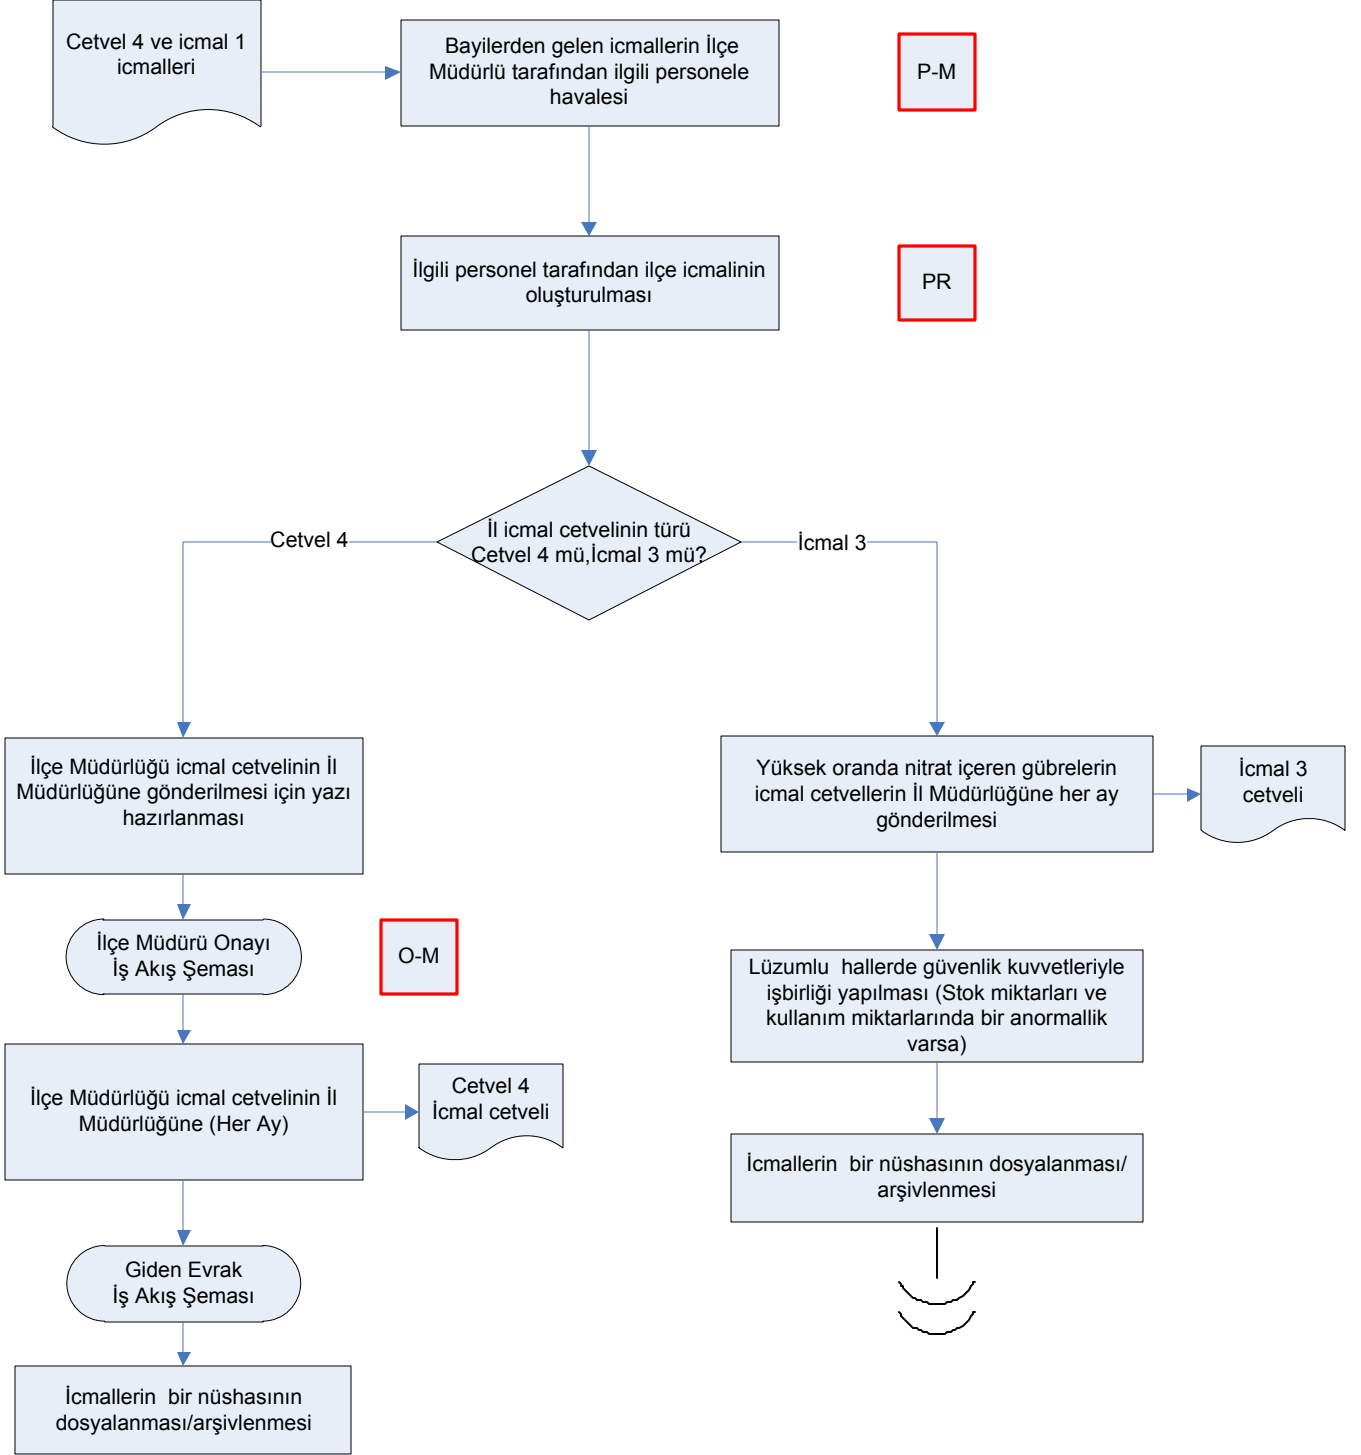 Cetvel 4 ve icmal 1
icmalleri
Bayilerden gelen icmallerin İlçe
Müdürlü tarafından ilgili personele
havalesi
P-M
İlgili personel tarafından ilçe icmalinin
oluşturulması
PR
İl icmal cetvelinin türü
Cetvel 4 mü,İcmal 3 mü?
Cetvel 4
İcmal 3
İlçe Müdürlüğü icmal cetvelinin İl
Müdürlüğüne gönderilmesi için yazı
hazırlanması
Yüksek oranda nitrat içeren gübrelerin
icmal cetvellerin İl Müdürlüğüne her ay
gönderilmesi
İcmal 3
cetveli
İlçe Müdürü Onayı
İş Akış Şeması
O-M
Lüzumlu  hallerde güvenlik kuvvetleriyle
işbirliği yapılması (Stok miktarları ve
kullanım miktarlarında bir anormallik
varsa)
İlçe Müdürlüğü icmal cetvelinin İl
Müdürlüğüne (Her Ay)
Cetvel 4
İcmal cetveli
İcmallerin  bir nüshasının dosyalanması/
arşivlenmesi
Giden Evrak
İş Akış Şeması
İcmallerin  bir nüshasının
dosyalanması/arşivlenmesi